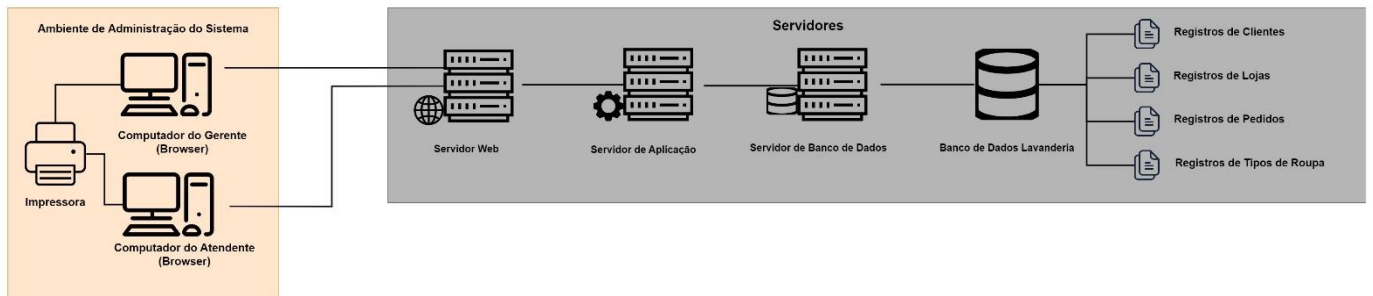 Ambiente de Administração do Sistema
Computador do Gerente
(Browser)
Impressora
Computador do Atendente
(Browser)
Servidores
Servidor Web
Servidor de Aplicação
Servidor de Banco de Dados
Banco de Dados Lavanderia
Registros de Clientes
Registros de Lojas
Registros de Pedidos
Registros de Tipos de Roupa